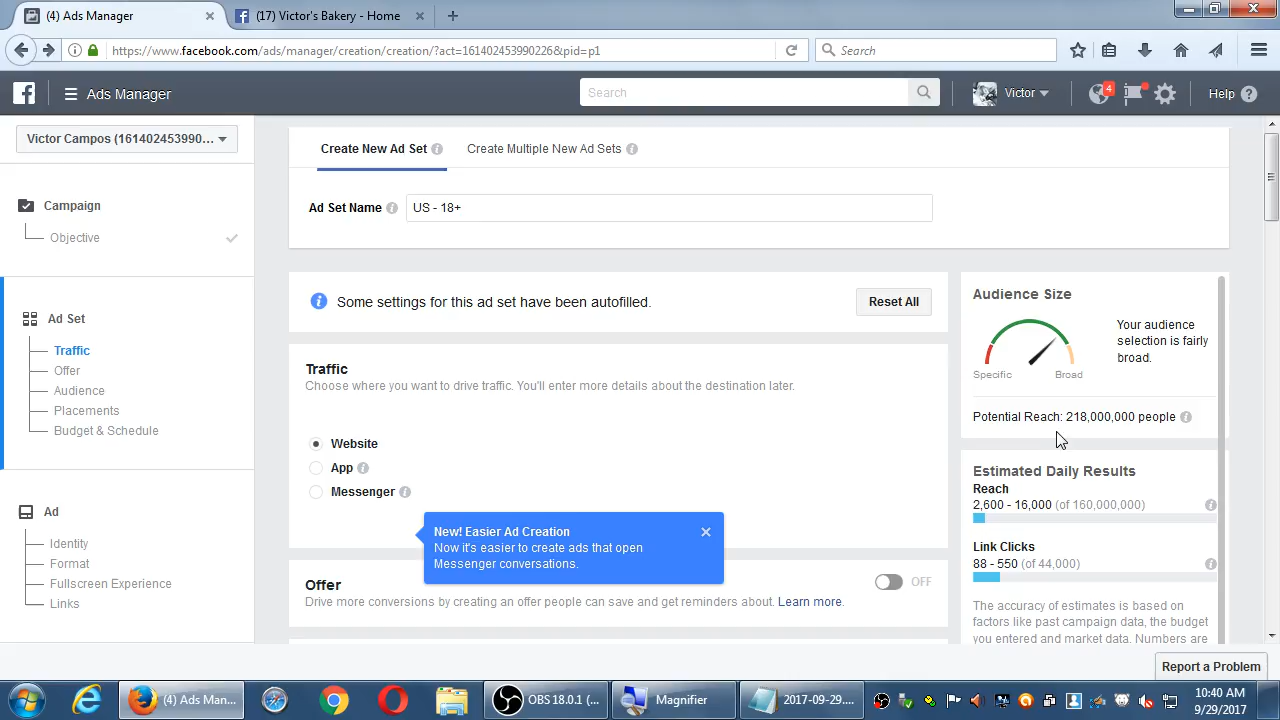 (4) Ads Manager
(17) Victor's Bakery - Home
https://www.facebook.com/ads/manager/creation/creation/?act=161402453990226&pid=p1
Search
Ads Manager
Search
Victor
4
Help
Victor Campos (161402453990...
Campaign
Objective
Ad Set
Traffic
Offer
Audience
Placements
Budget & Schedule
Ad
Identity
Format
Fullscreen Experience
Links
Create New Ad Set
Create Multiple New Ad Sets
Ad Set Name
US - 18+
Some settings for this ad set have been autofilled.
Reset All
Traffic
Choose where you want to drive traffic. You'll enter more details about the destination later.
Website
App
Messenger
New! Easier Ad Creation
Now it's easier to create ads that open
Messenger conversations.
Offer
OFF
Drive more conversions by creating an offer people can save and get reminders about. Learn more.
Audience Size
Your audience
selection is fairly
broad.
Specific
Broad
Potential Reach: 218,000,000 people
Estimated Daily Results
Reach
2,600 - 16,000 (of 160,000,000)
Link Clicks
88 - 550 (of 44,000)
The accuracy of estimates is based on
factors like past campaign data, the budget
you entered and market data. Numbers are
Report a Problem
(4) Ads Man...
OBS 18.0.1 (...
Magnifier
2017-09-29....
10:40 AM
9/29/2017